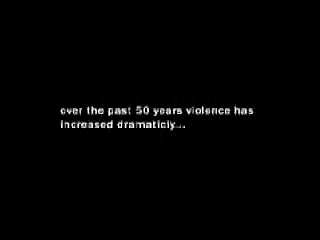 over the past 50 years violence has
increased dramaticly...